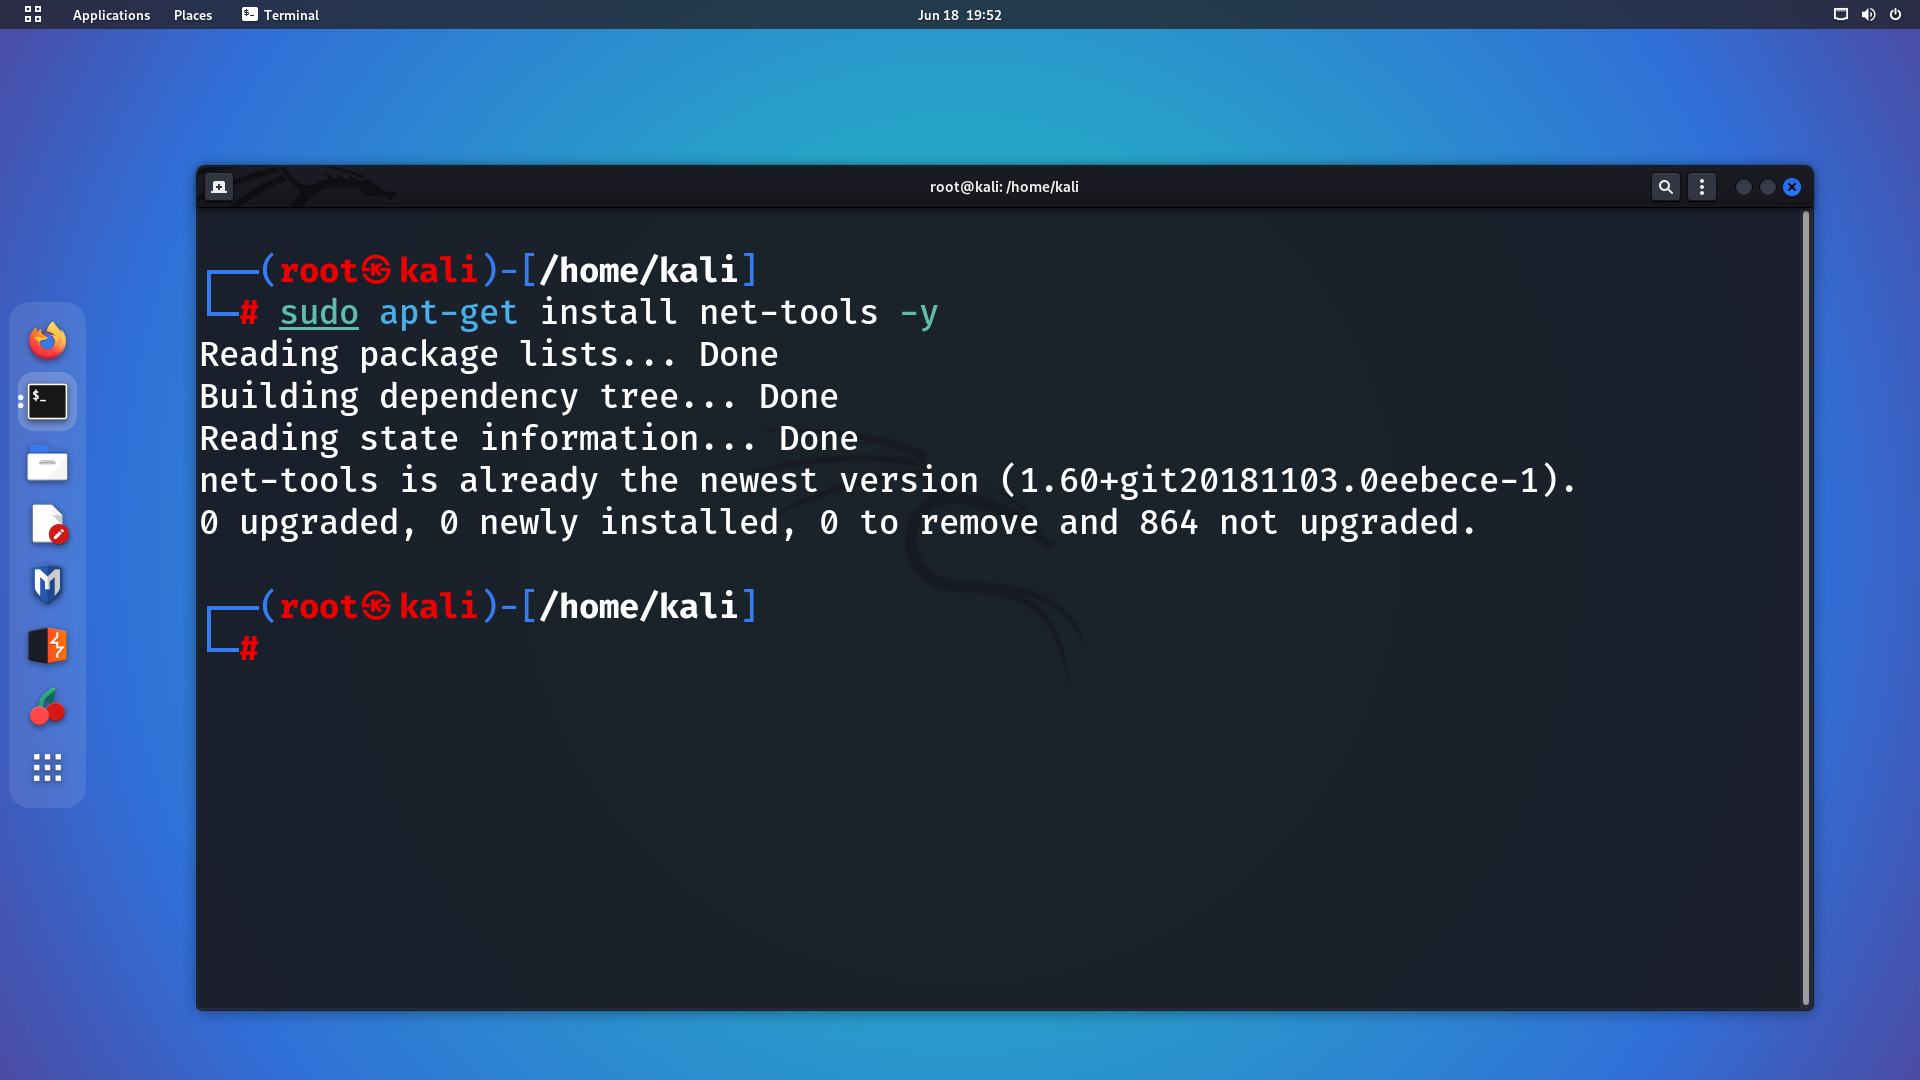 Applications Places Terminal Jun 18 19:52
root@kali: /home/kali
┌──(root㉿kali)-[/home/kali]
└─# sudo apt-get install net-tools -y
Reading package lists... Done
Building dependency tree... Done
Reading state information... Done
net-tools is already the newest version (1.60+git20181103.0eebece-1).
0 upgraded, 0 newly installed, 0 to remove and 864 not upgraded.
┌──(root㉿kali)-[/home/kali]
└─#